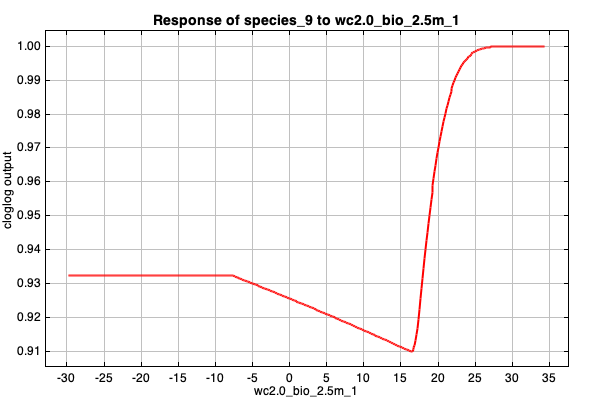 Response of species_9 to wc2.0_bio_2.5m_1
cloglog output
1.00
0.99
0.98
0.97
0.96
0.95
0.94
0.93
0.92
0.91
-30 -25 -20 -15 -10 -5 0 5 10 15 20 25 30 35
wc2.0_bio_2.5m_1